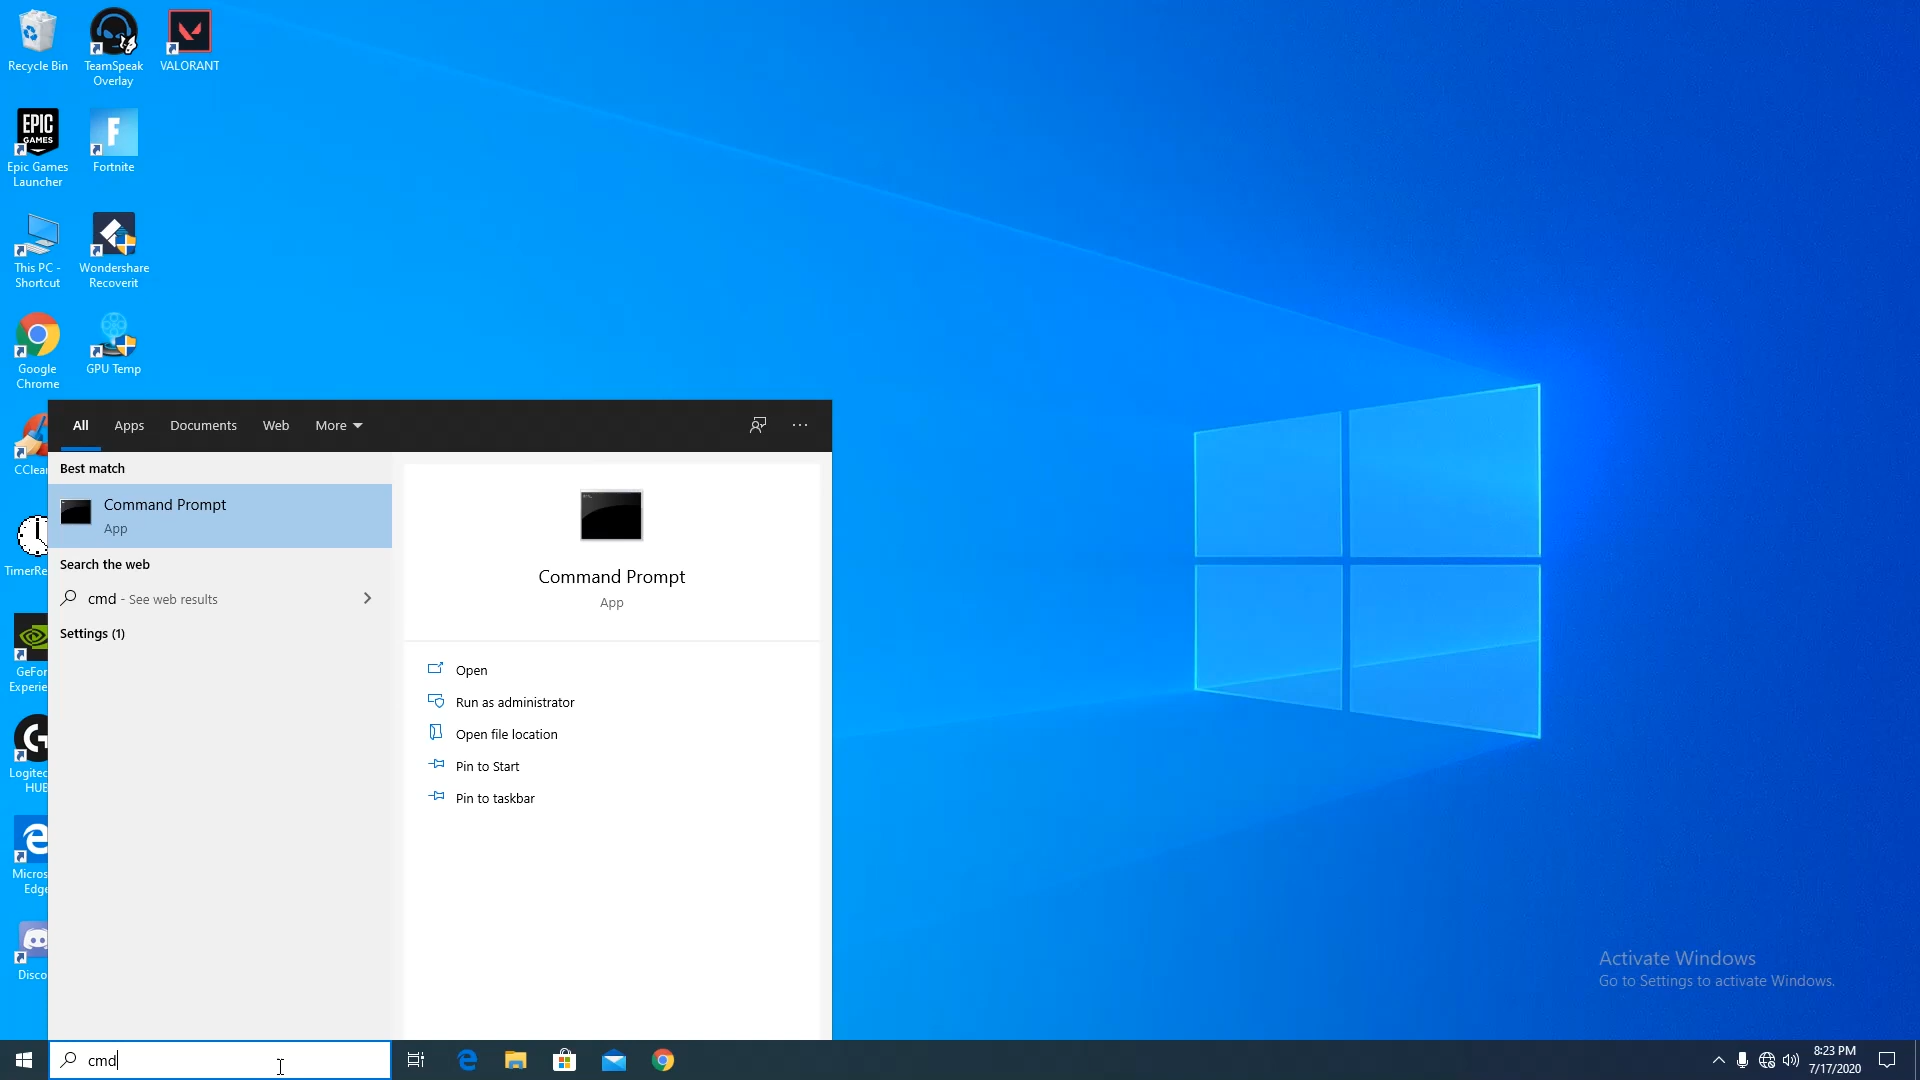 Recycle Bin
TeamSpeak
Overlay
VALORANT
EPIC
GAMES
Epic Games
Launcher
F
Fortnite
This PC -
Shortcut
Wondershare
Recoverit
Google
Chrome
GPU Temp
CClean
TimerRe
GeFor
Experie
Logitec
HUB
Micros
Edge
Disco
All
Apps
Documents
Web
More
Best match
Command Prompt
App
Search the web
cmd - See web results
Settings (1)
Command Prompt
App
Open
Run as administrator
Open file location
Pin to Start
Pin to taskbar
Activate Windows
Go to Settings to activate Windows.
cmd
8:23 PM
7/17/2020